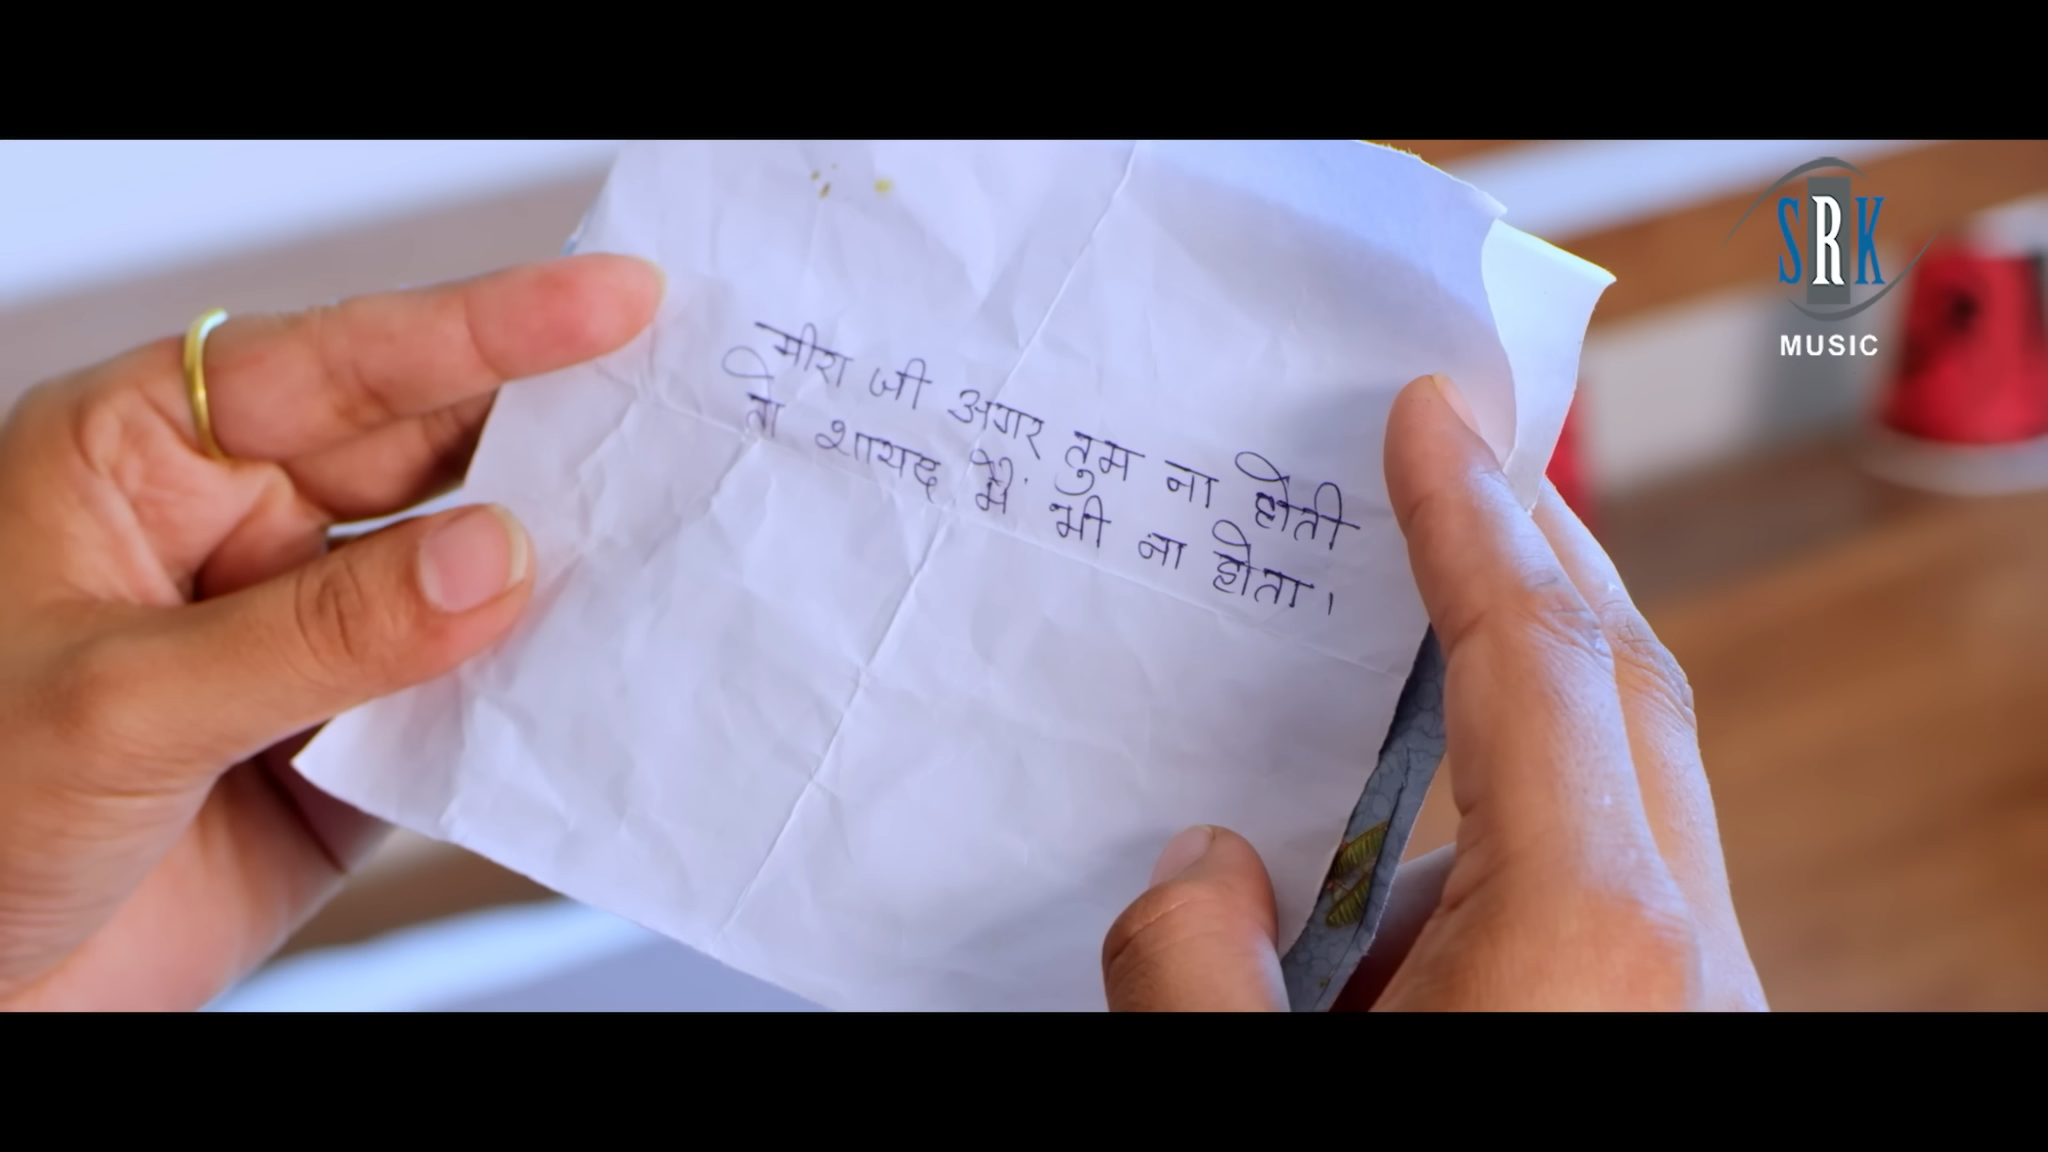 मीरा जी अगर तुम ना होती
तो शायद मैं भी ना होता।
SRK
MUSIC